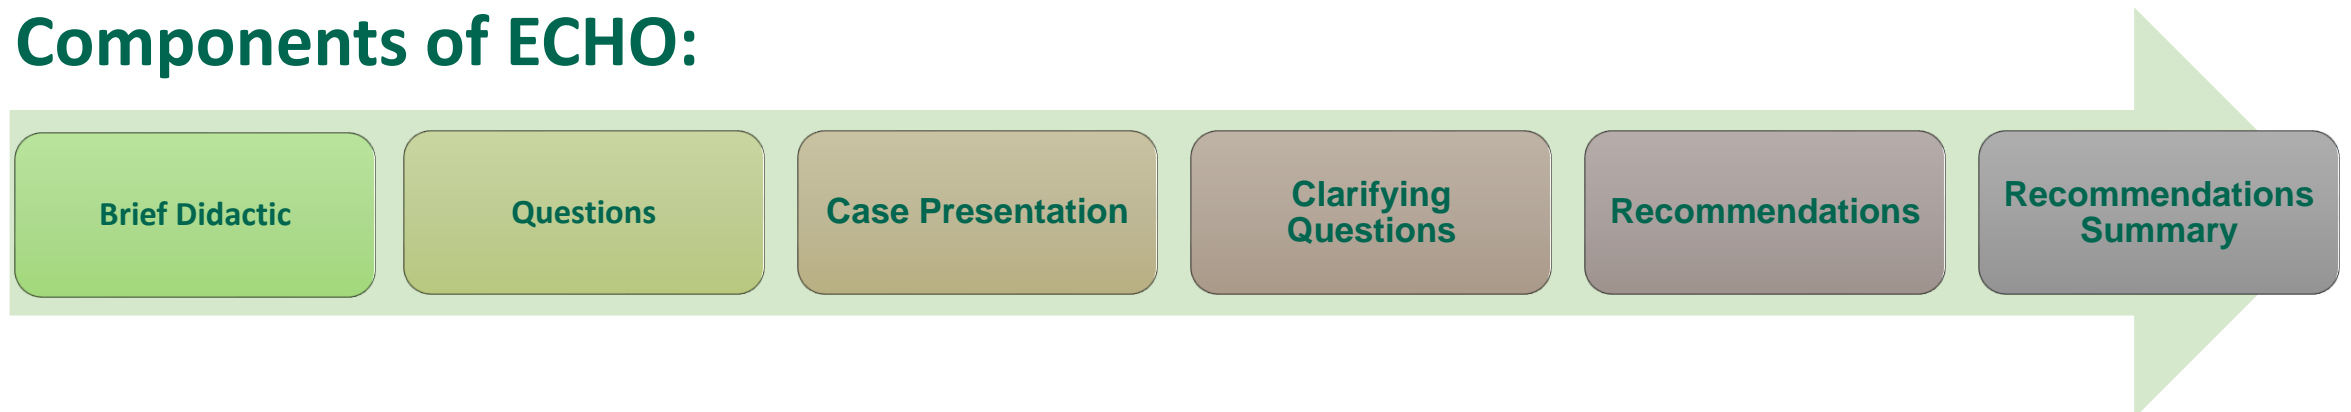 Components of ECHO:
Brief Didactic
Questions
Case Presentation
Clarifying
Questions
Recommendations
Recommendations
Summary